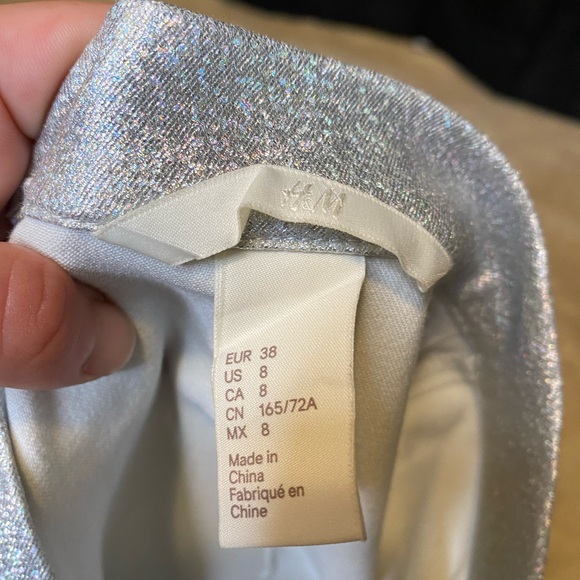 H&M
EUR 38
US 8
CA 8
CN 165/72A
MX 8
Made in
China
Fabriqué en
Chine